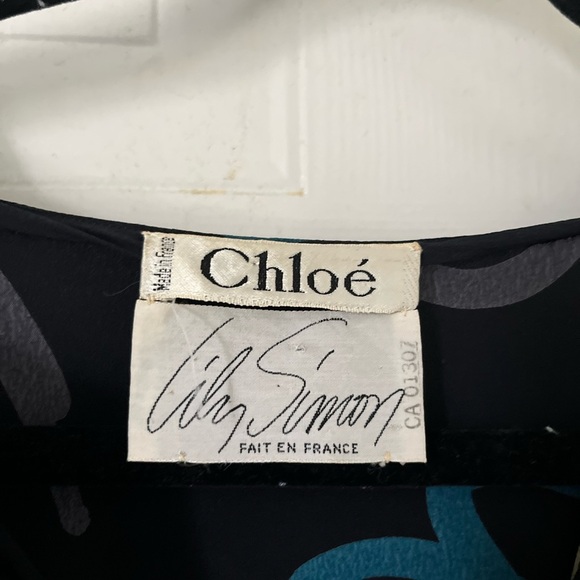 Made in France
Chloé
Lily Simon
CA 01307
FAIT EN FRANCE